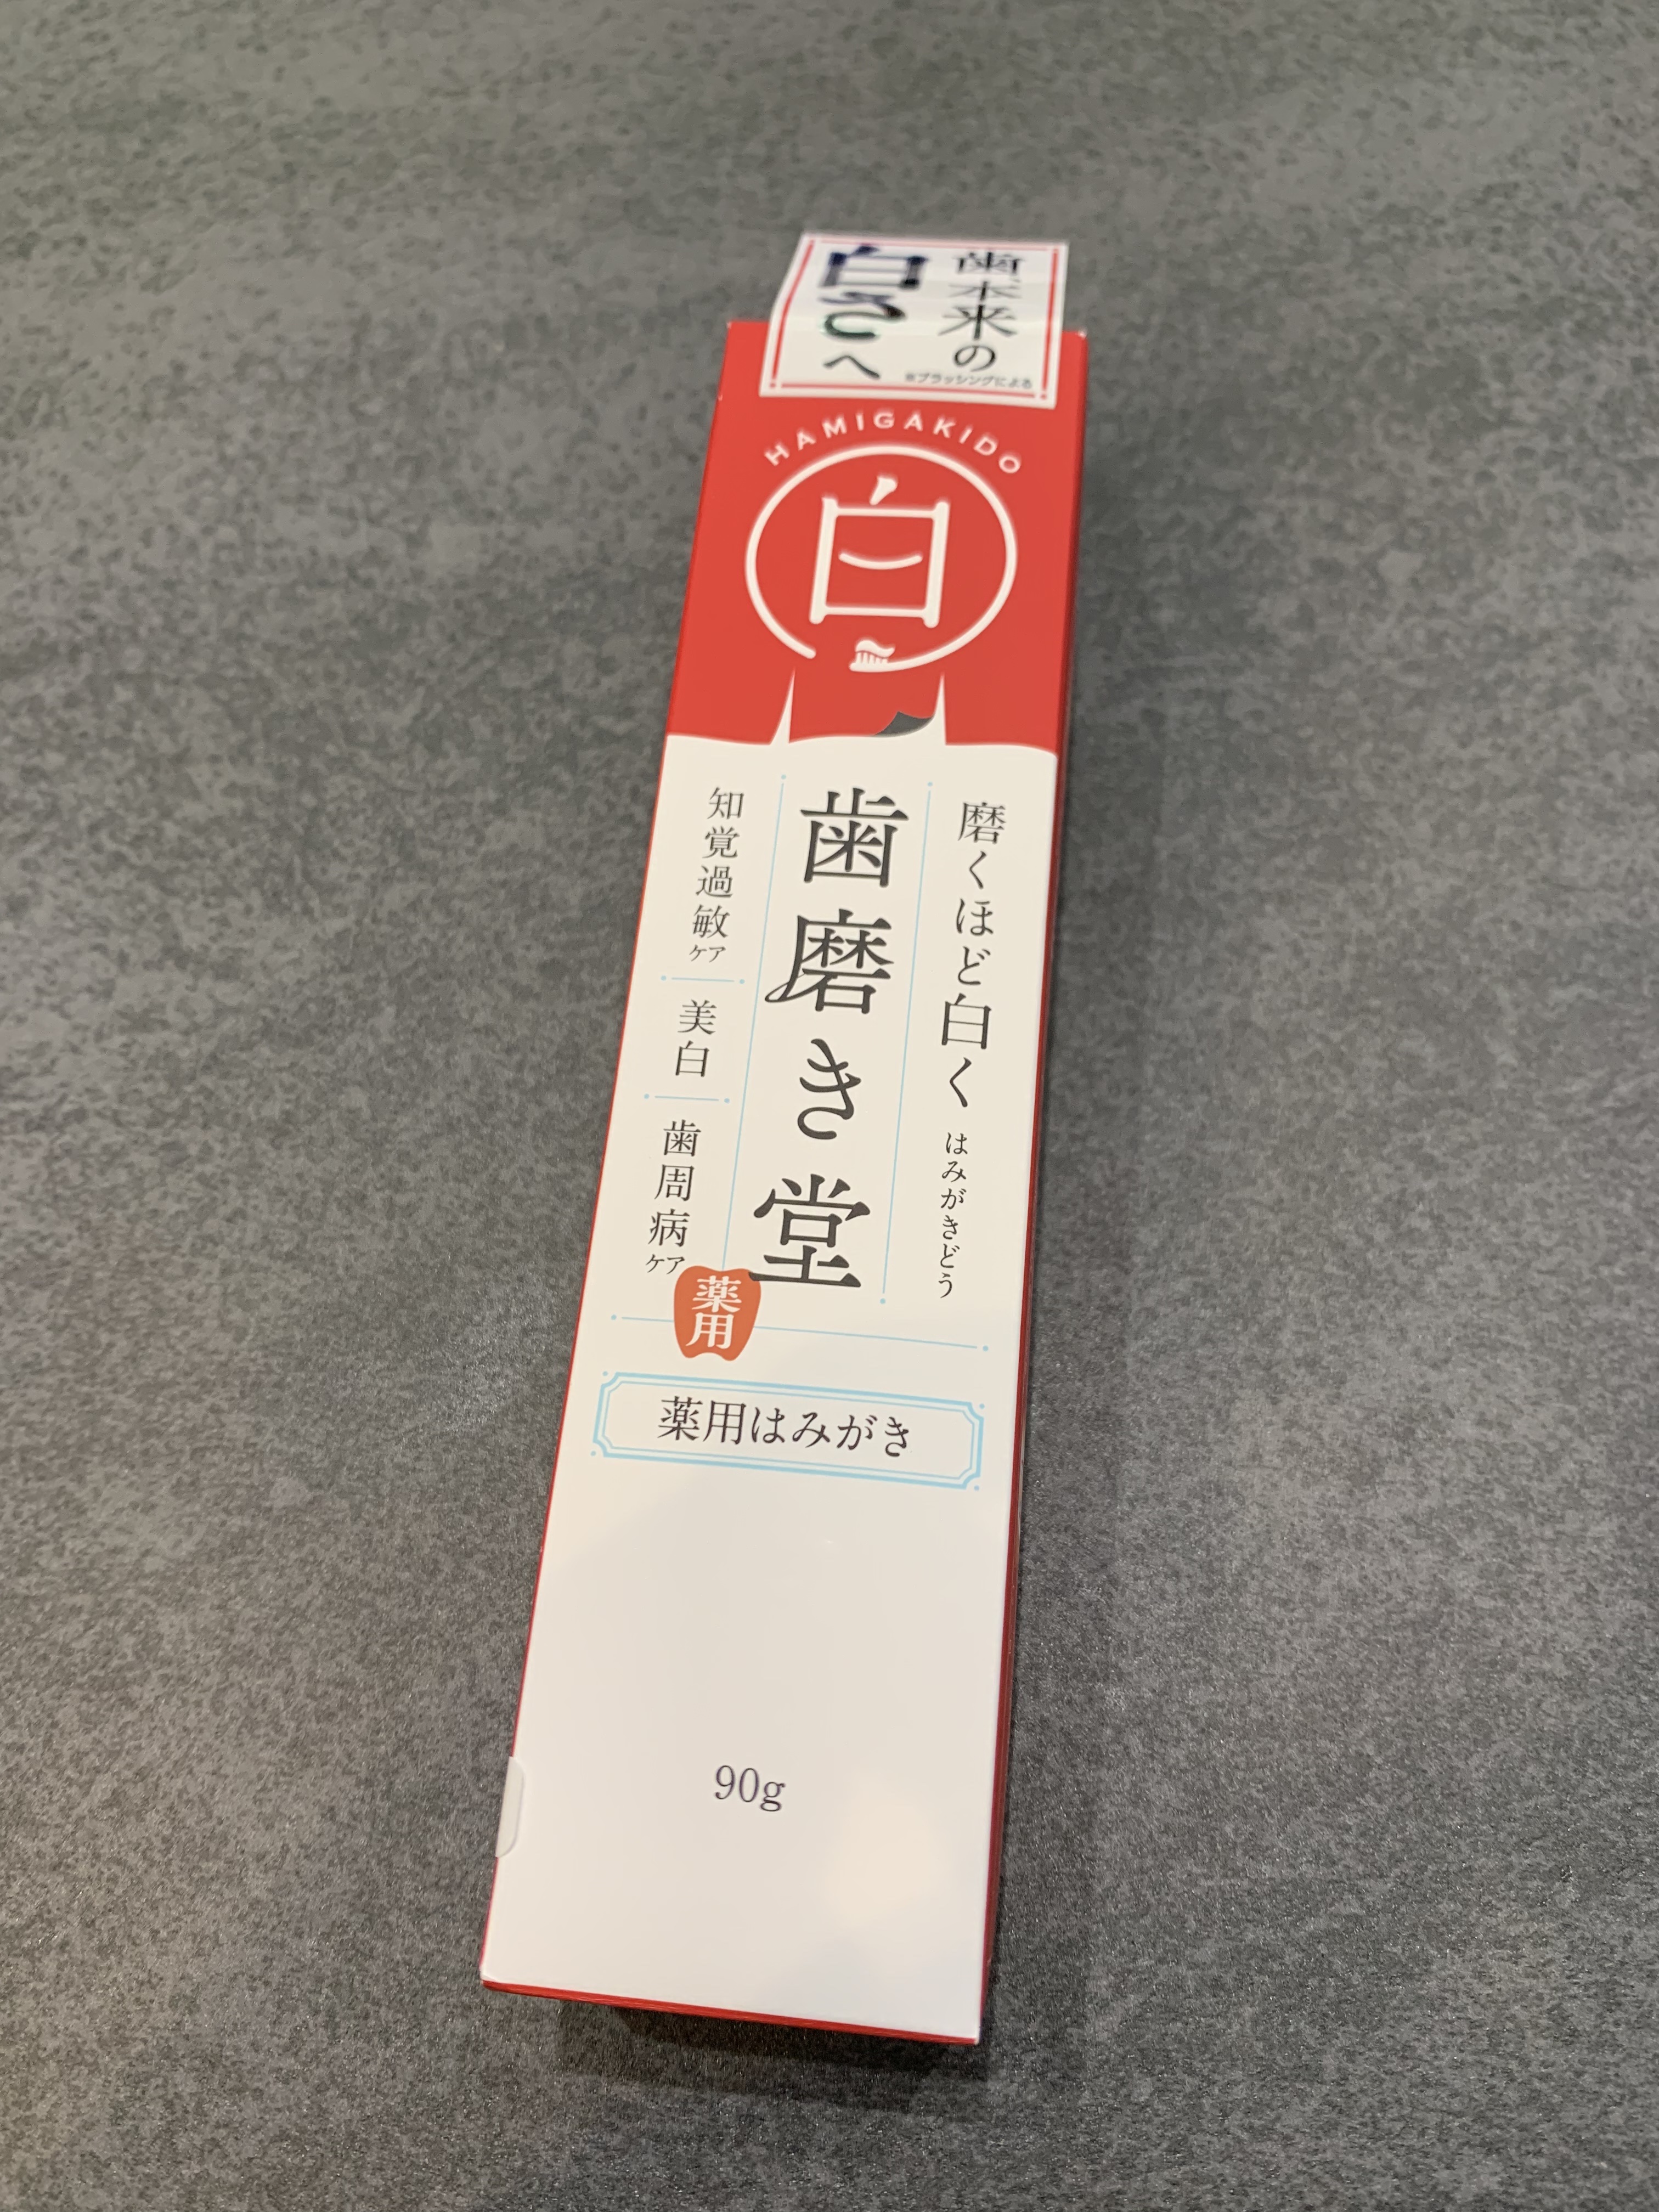 歯本来の
白さへ
※ブラッシングによる
HAMIGAKIDO
白
磨くほど白く はみがきどう
歯磨き堂
知覚過敏ケア
美白
歯周病ケア
薬用
薬用はみがき
90g